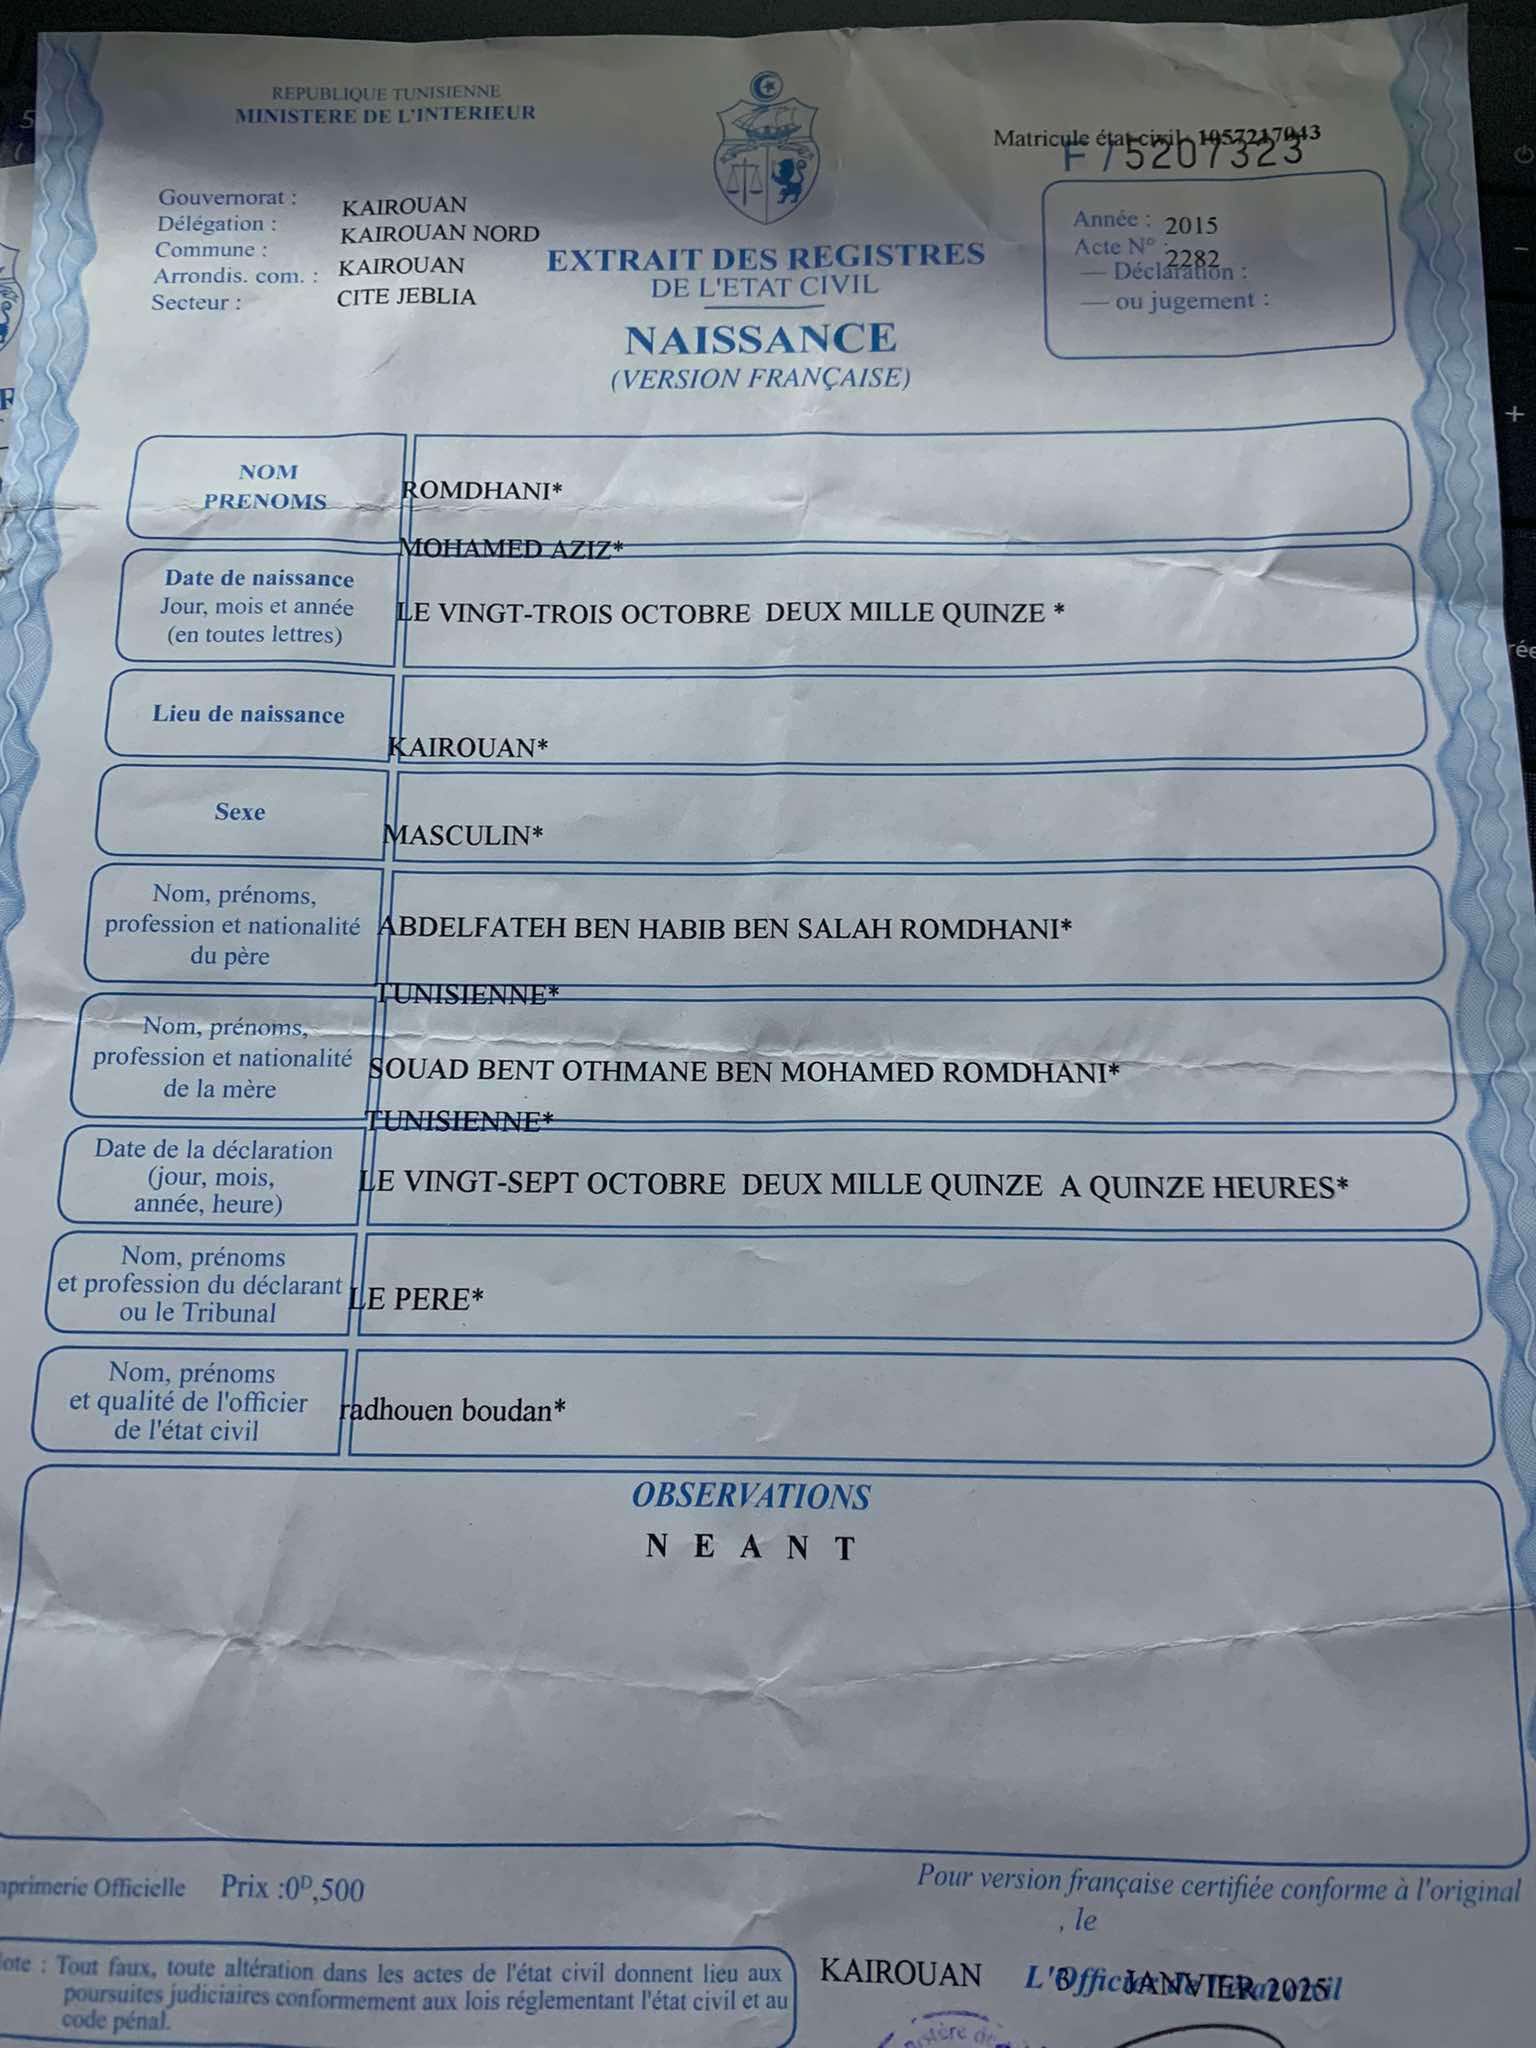 REPUBLIQUE TUNISIENNE
MINISTERE DE L'INTERIEUR
Matricule état civil : 1057217043
F / 5207323
Gouvernorat : KAIROUAN
Délégation : KAIROUAN NORD
Commune : KAIROUAN
Arrondis. com. :
Secteur : CITE JEBLIA
EXTRAIT DES REGISTRES
DE L'ETAT CIVIL
NAISSANCE
(VERSION FRANÇAISE)
Année : 2015
Acte N° : 2282
— Déclaration :
— ou jugement :
NOM
PRENOMS
ROMDHANI*
MOHAMED AZIZ*
Date de naissance
Jour, mois et année
(en toutes lettres)
LE VINGT-TROIS OCTOBRE DEUX MILLE QUINZE *
Lieu de naissance
KAIROUAN*
Sexe
MASCULIN*
Nom, prénoms,
profession et nationalité
du père
ABDELFATEH BEN HABIB BEN SALAH ROMDHANI*
TUNISIENNE*
Nom, prénoms,
profession et nationalité
de la mère
SOUAD BENT OTHMANE BEN MOHAMED ROMDHANI*
TUNISIENNE*
Date de la déclaration
(jour, mois,
année, heure)
LE VINGT-SEPT OCTOBRE DEUX MILLE QUINZE A QUINZE HEURES*
Nom, prénoms
et profession du déclarant
ou le Tribunal
LE PERE*
Nom, prénoms
et qualité de l'officier
de l'état civil
radhouen boudan*
OBSERVATIONS
N E A N T
Officielle Prix :0D,500
Pour version française certifiée conforme à l'original
, le
KAIROUAN 3 JANVIER 2025
L'Officier de l'état civil
: Tout faux, toute altération dans les actes de l'état civil donnent lieu aux
poursuites judiciaires conformement aux lois réglementant l'état civil et au
code pénal.